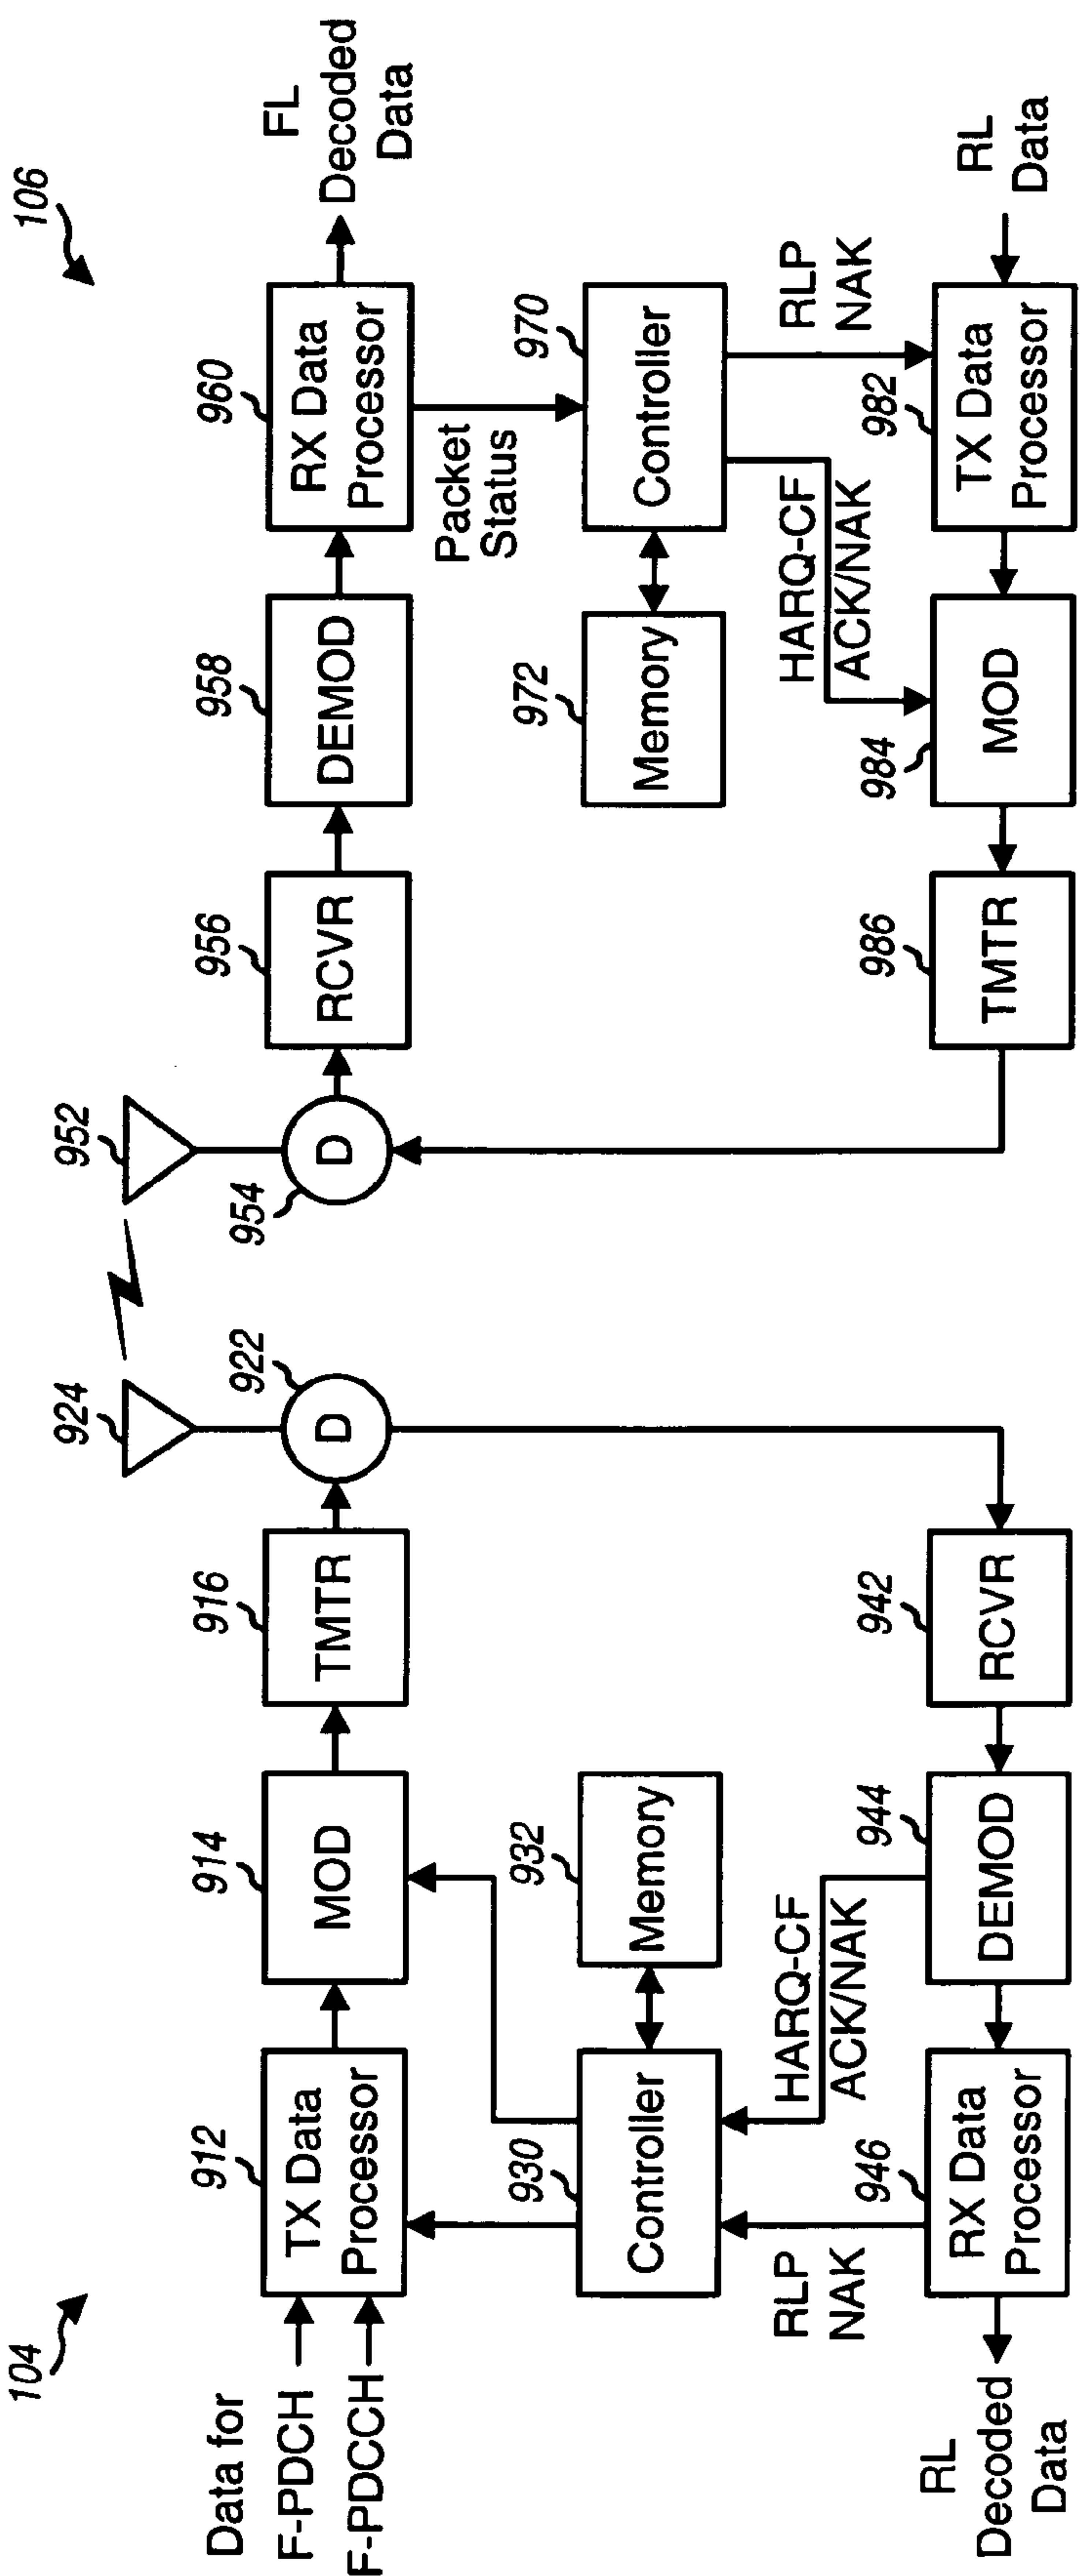 104
Data for
F-PDCH
F-PDCCH
912
TX Data
Processor
914
MOD
916
TMTR
924
922
D
930
Controller
932
Memory
RLP
NAK
HARQ-CF
ACK/NAK
946
RX Data
Processor
944
DEMOD
942
RCVR
RL
Decoded
Data
106
952
954
D
956
RCVR
958
DEMOD
960
RX Data
Processor
FL
Decoded
Data
Packet
Status
972
Memory
970
Controller
HARQ-CF
ACK/NAK
RLP
NAK
986
TMTR
984
MOD
982
TX Data
Processor
RL
Data